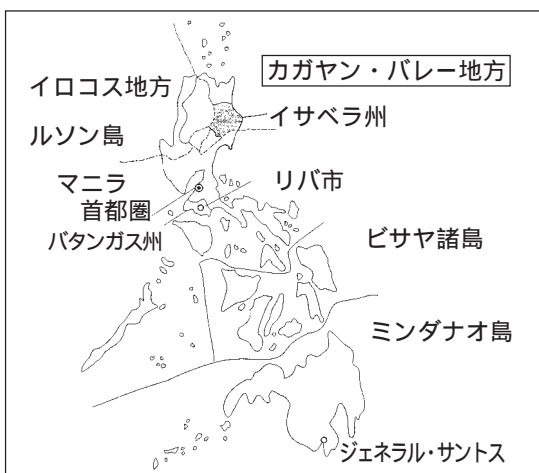 カガヤン・バレー地方
イロコス地方
イサベラ州
ルソン島
マニラ
首都圏
リバ市
バタンガス州
ビサヤ諸島
ミンダナオ島
ジェネラル・サントス